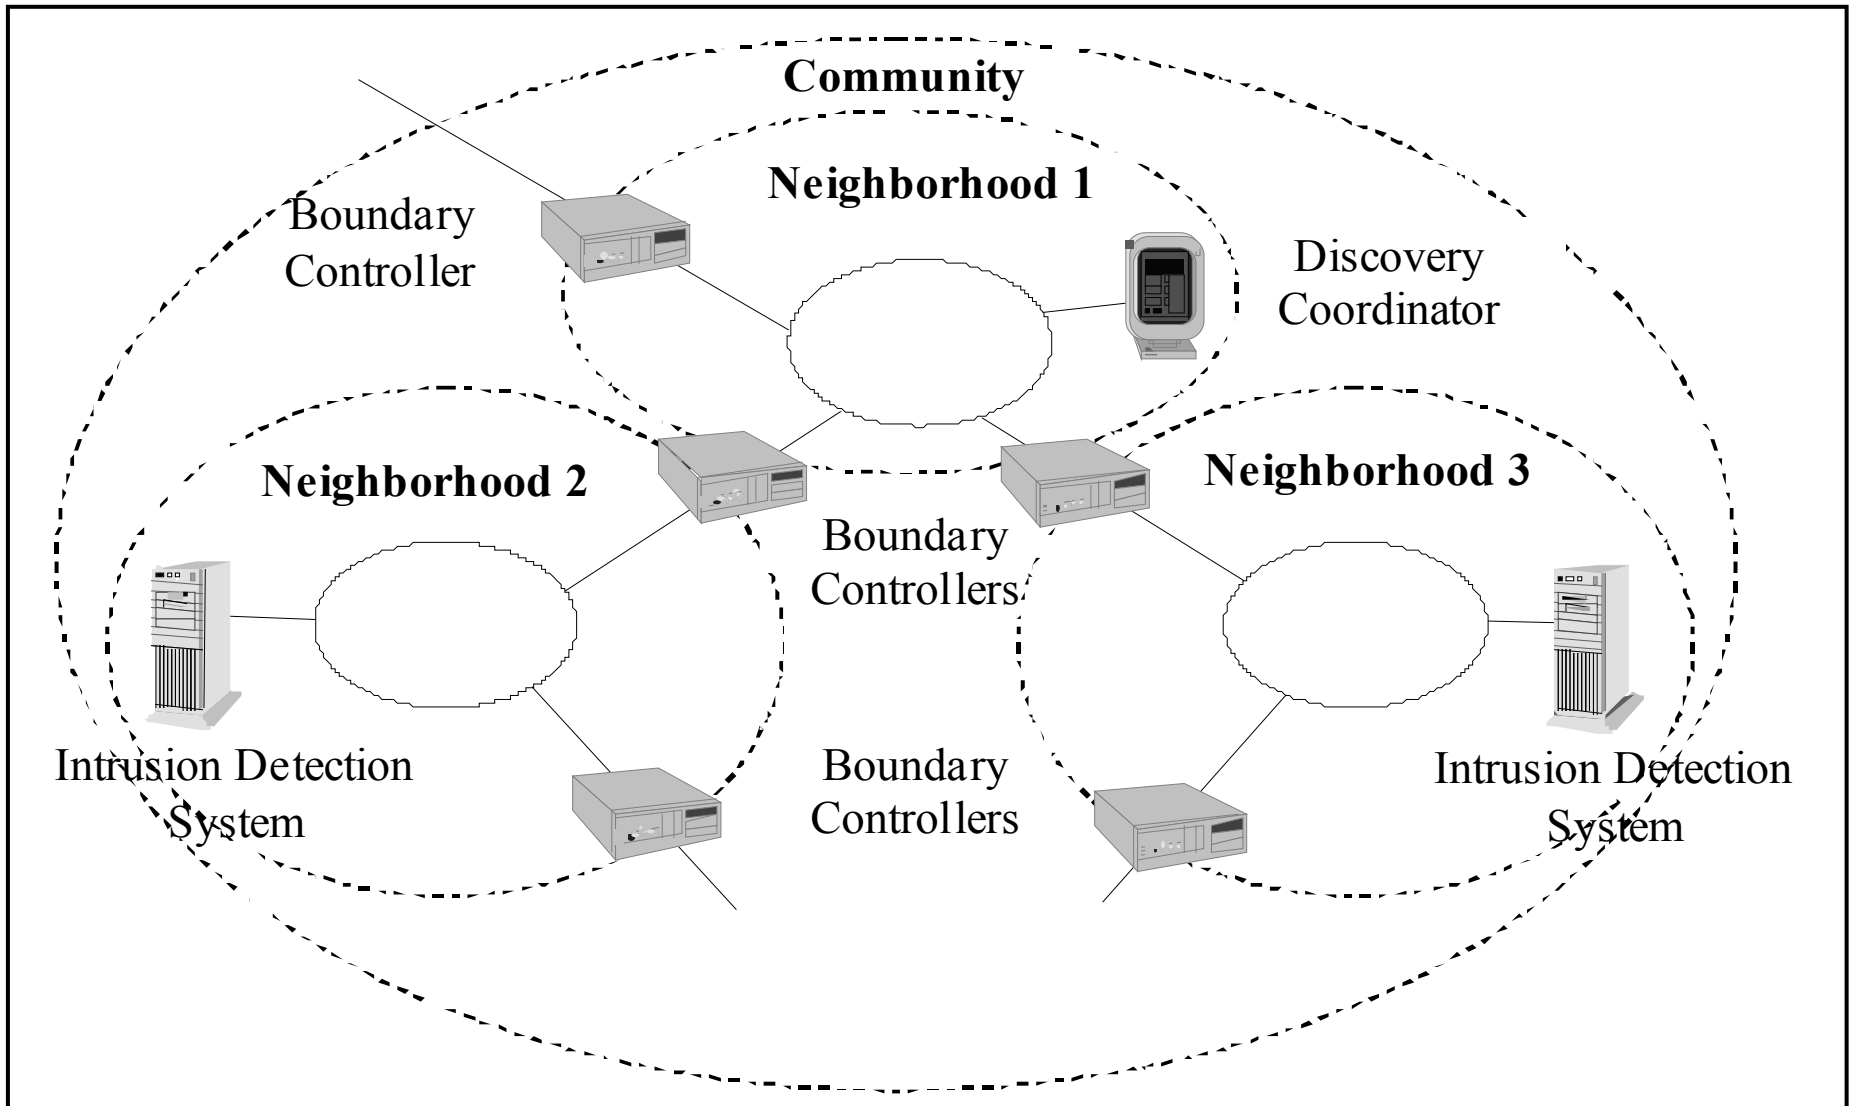 Community
Neighborhood 1
Boundary
Controller
Discovery
Coordinator
Neighborhood 2
Neighborhood 3
Boundary
Controllers
Intrusion Detection
System
Boundary
Controllers
Intrusion Detection
System